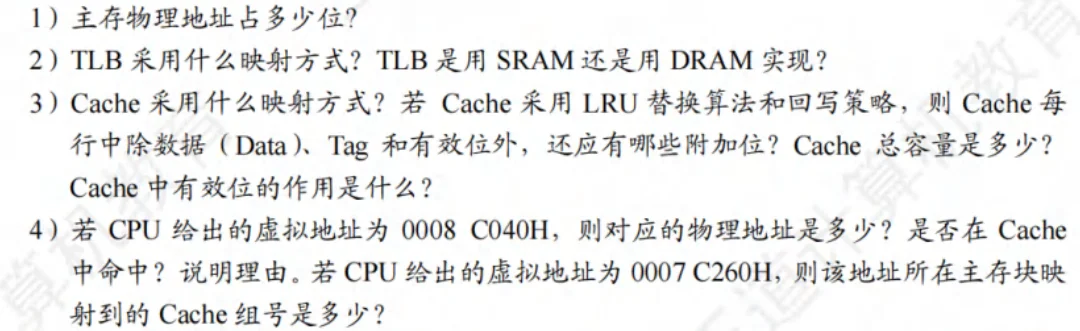 1）主存物理地址占多少位？
2）TLB 采用什么映射方式？TLB 是用 SRAM 还是用 DRAM 实现？
3）Cache 采用什么映射方式？若 Cache 采用 LRU 替换算法和回写策略，则 Cache 每
行中除数据（Data）、Tag 和有效位外，还应有哪些附加位？Cache 总容量是多少？
Cache 中有效位的作用是什么？
4）若 CPU 给出的虚拟地址为 0008 C040H，则对应的物理地址是多少？是否在 Cache
中命中？说明理由。若 CPU 给出的虚拟地址为 0007 C260H，则该地址所在主存块映
射到的 Cache 组号是多少？